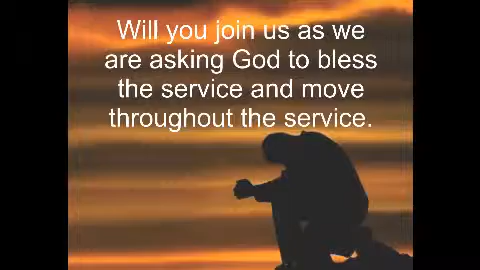 Will you join us as we
are asking God to bless
the service and move
throughout the service.